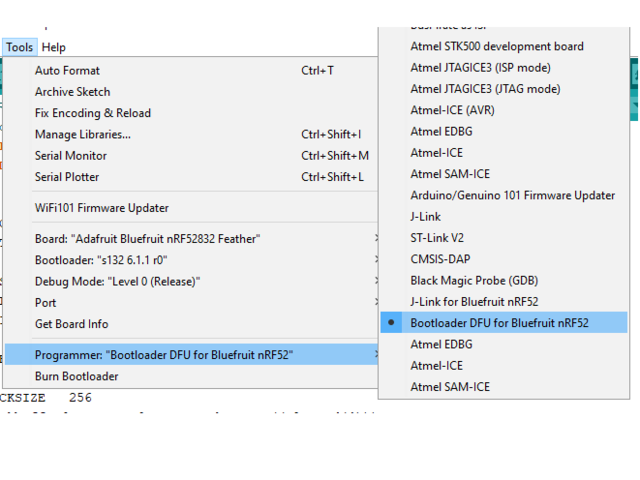 Tools Help
Auto Format Ctrl+T
Archive Sketch
Fix Encoding & Reload
Manage Libraries... Ctrl+Shift+I
Serial Monitor Ctrl+Shift+M
Serial Plotter Ctrl+Shift+L
WiFi101 Firmware Updater
Board: "Adafruit Bluefruit nRF52832 Feather"
Bootloader: "s132 6.1.1 r0"
Debug Mode: "Level 0 (Release)"
Port
Get Board Info
Programmer: "Bootloader DFU for Bluefruit nRF52"
Burn Bootloader
CKSIZE 256
Atmel STK500 development board
Atmel JTAGICE3 (ISP mode)
Atmel JTAGICE3 (JTAG mode)
Atmel-ICE (AVR)
Atmel EDBG
Atmel-ICE
Atmel SAM-ICE
Arduino/Genuino 101 Firmware Updater
J-Link
ST-Link V2
CMSIS-DAP
Black Magic Probe (GDB)
J-Link for Bluefruit nRF52
Bootloader DFU for Bluefruit nRF52
Atmel EDBG
Atmel-ICE
Atmel SAM-ICE